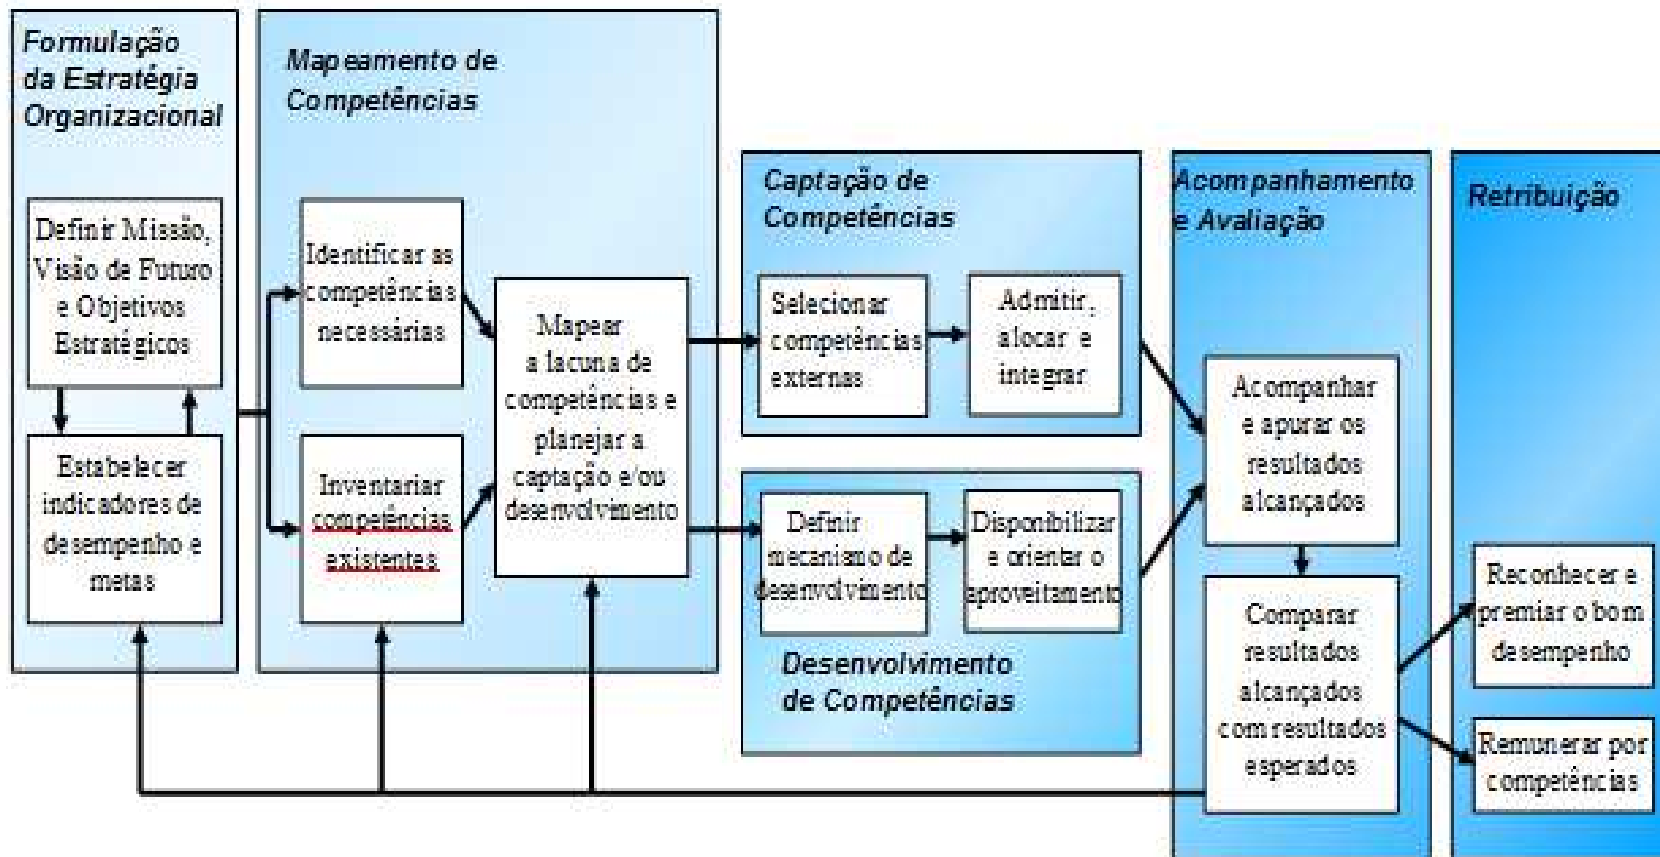 Formulação
da Estratégia
Organizacional
Definir Missão,
Visão de Futuro
e Objetivos
Estratégicos
Estabelecer
indicadores de
desempenho e
metas
Mapeamento de
Competências
Identificar as
competências
necessárias
Inventariar
competências
existentes
Mapear
a lacuna de
competências e
planejar a
captação e/ou
desenvolvimento
Captação de
Competências
Selecionar
competências
externas
Admitir,
alocar e
integrar
Definir
mecanismo de
desenvolvimento
Disponibilizar
e orientar o
aproveitamento
Desenvolvimento
de Competências
Acompanhamento
e Avaliação
Acompanhar
e apurar os
resultados
alcançados
Comparar
resultados
alcançados
com resultados
esperados
Retribuição
Reconhecer e
premiar o bom
desempenho
Remunerar por
competências